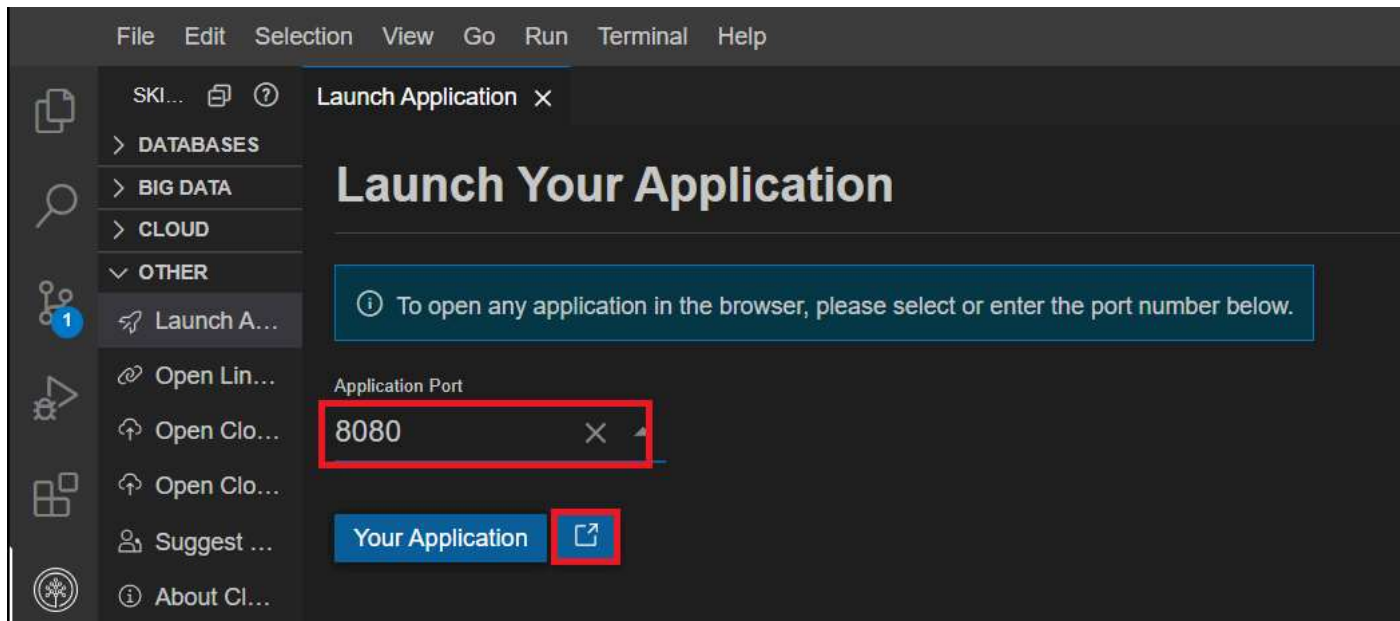 File Edit Selection View Go Run Terminal Help
SKI...
Launch Application
DATABASES
BIG DATA
CLOUD
OTHER
Launch A...
Open Lin...
Open Clo...
Open Clo...
Suggest ...
About Cl...
1
Launch Your Application
To open any application in the browser, please select or enter the port number below.
Application Port
8080
Your Application